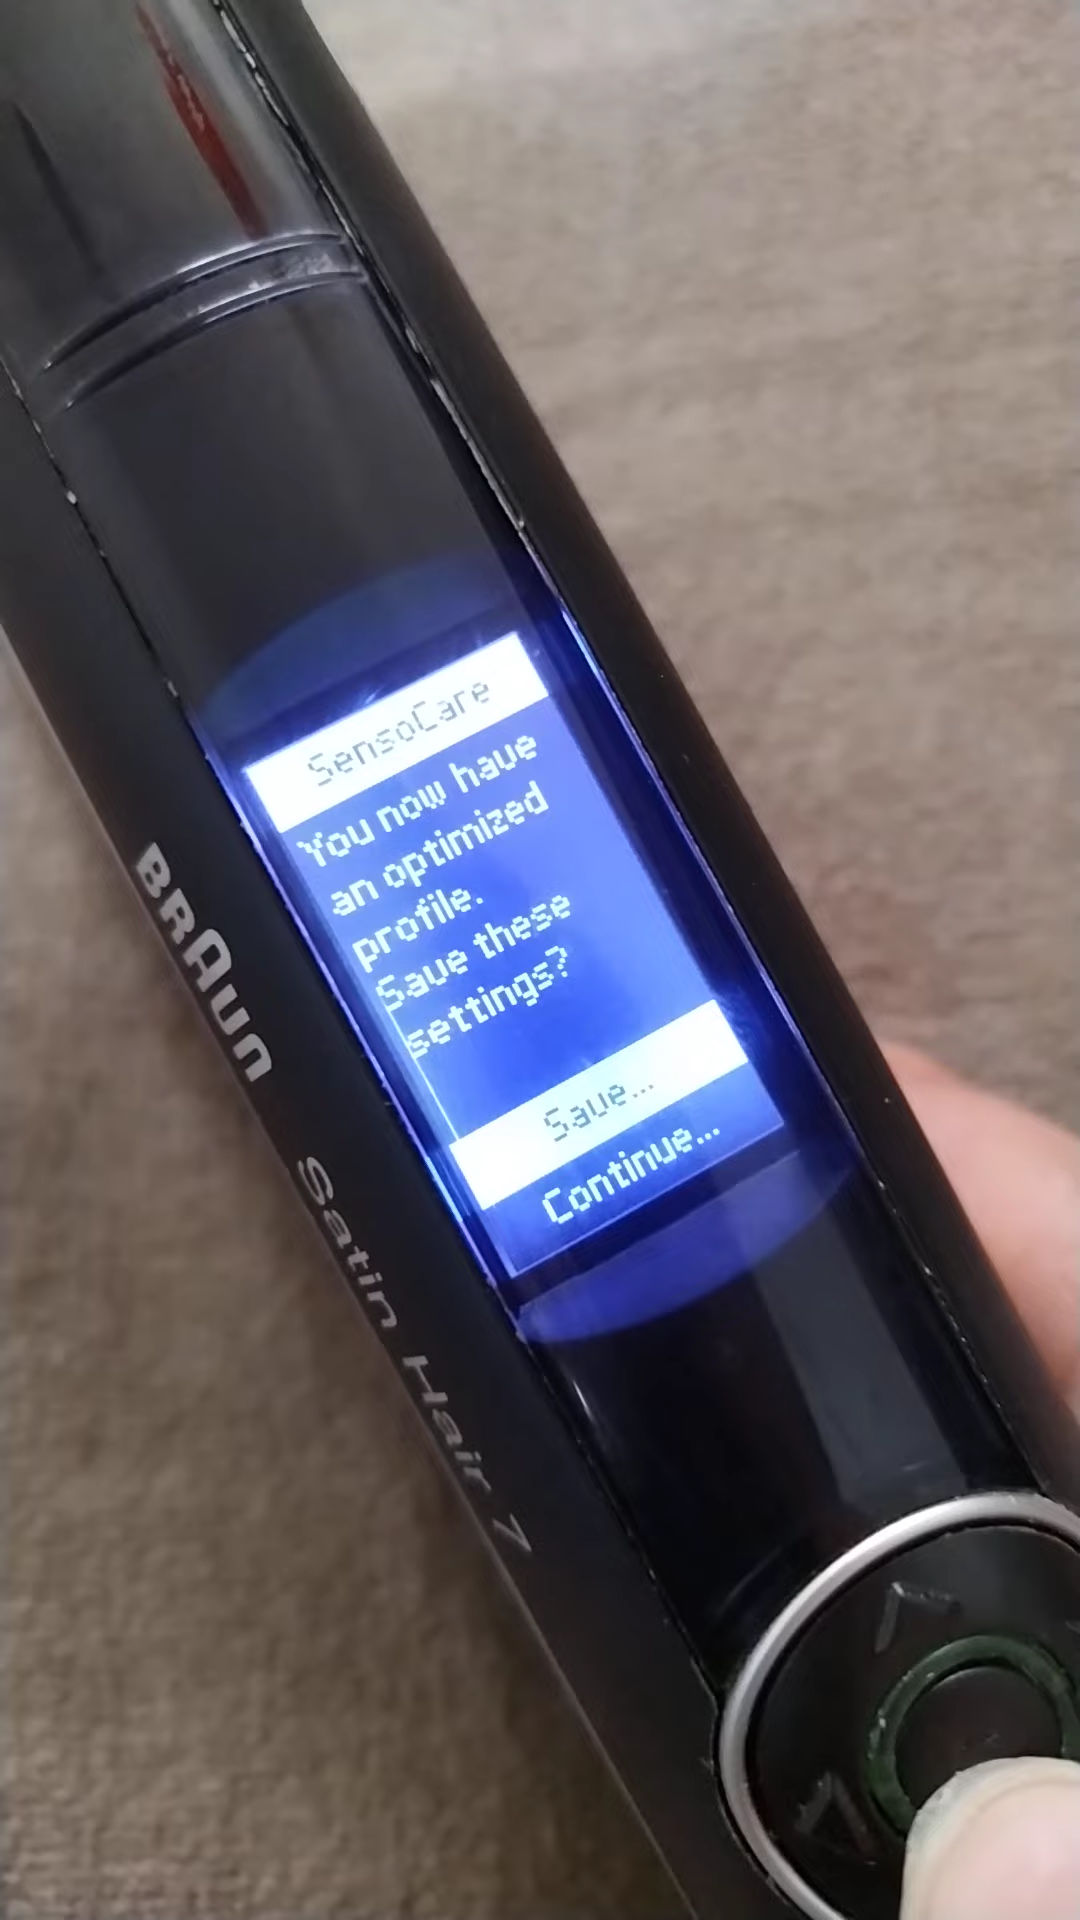 SensoCare
You now have
an optimized
profile.
Save these
settings?
Save...
Continue...
BRAUN Satin Hair 7